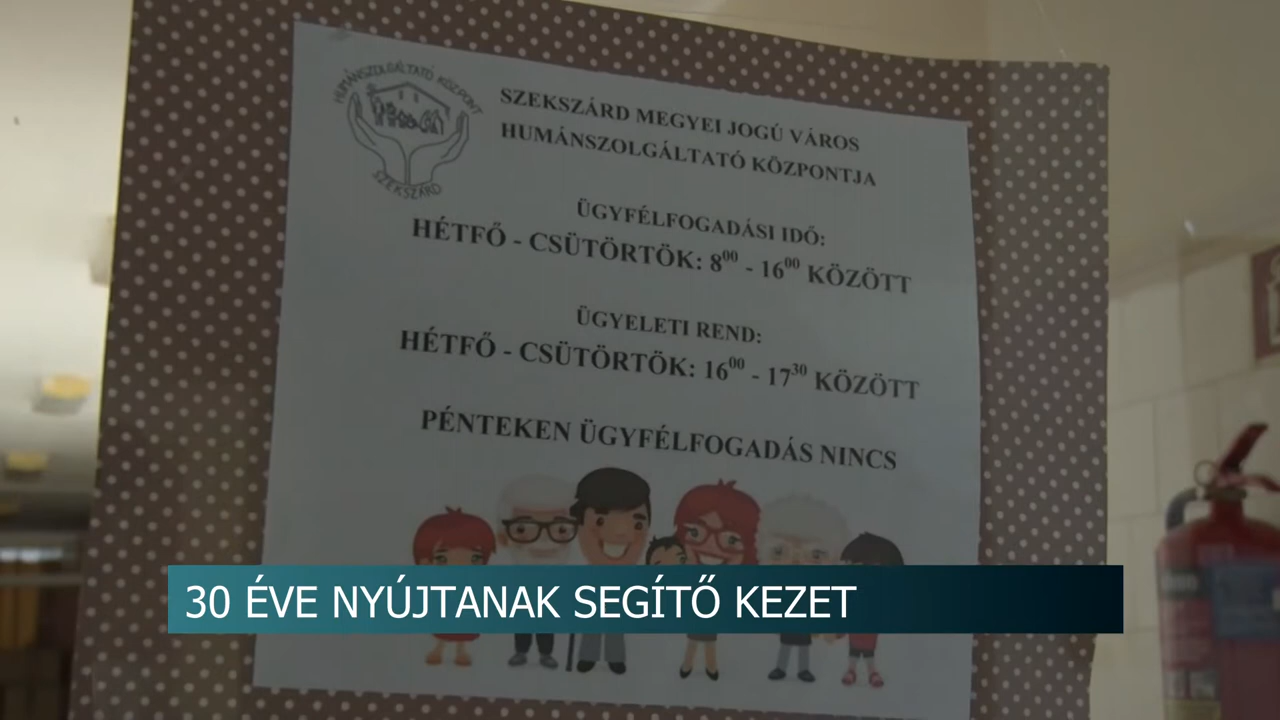 HUMÁNSZOLGÁLTATÓ KÖZPONT
SZEKSZÁRD
SZEKSZÁRD MEGYEI JOGÚ VÁROS
HUMÁNSZOLGÁLTATÓ KÖZPONTJA
ÜGYFÉLFOGADÁSI IDŐ:
HÉTFŐ - CSÜTÖRTÖK: 8⁰⁰ - 16⁰⁰ KÖZÖTT
ÜGYELETI REND:
HÉTFŐ - CSÜTÖRTÖK: 16⁰⁰ - 17³⁰ KÖZÖTT
PÉNTEKEN ÜGYFÉLFOGADÁS NINCS
30 ÉVE NYÚJTANAK SEGÍTŐ KEZET